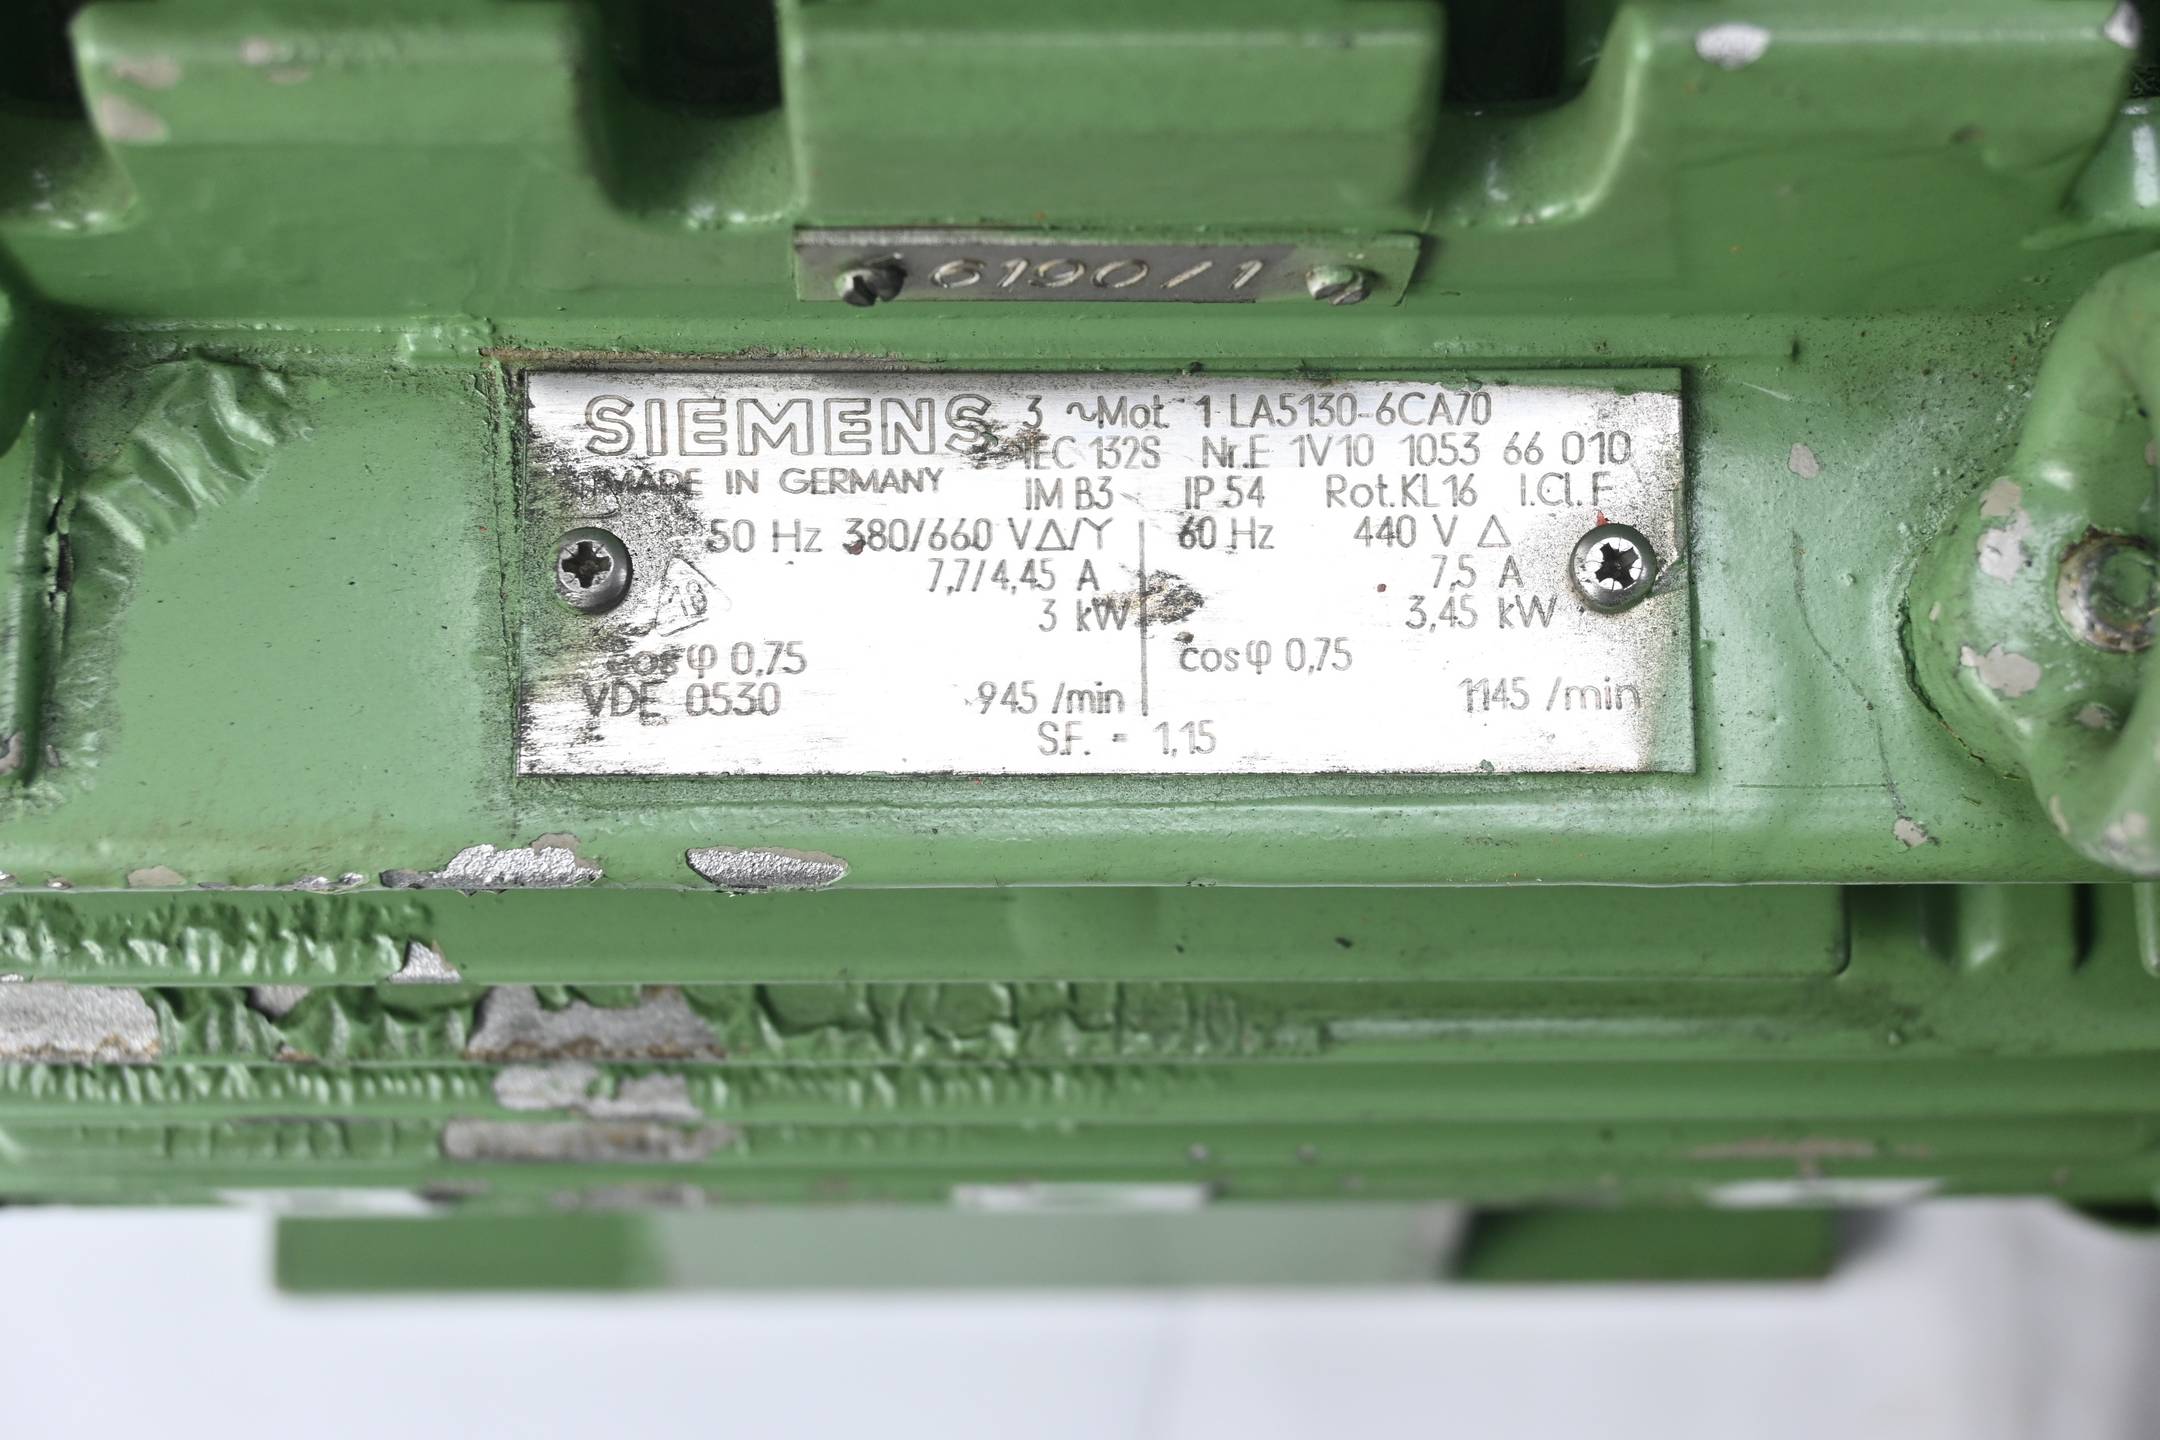 6190/1
SIEMENS 3 ~Mot. 1 LA5130-6CA70
IEC 132S Nr.E 1V10 1053 66 010
MADE IN GERMANY IM B3 IP 54 Rot.KL16 I.Cl.F
50 Hz 380/660 V△/Y 60 Hz 440 V △
7,7/4,45 A 7,5 A
18
3 kW 3,45 kW
cosφ 0,75 cosφ 0,75
VDE 0530 945 /min 1145 /min
S.F. = 1,15